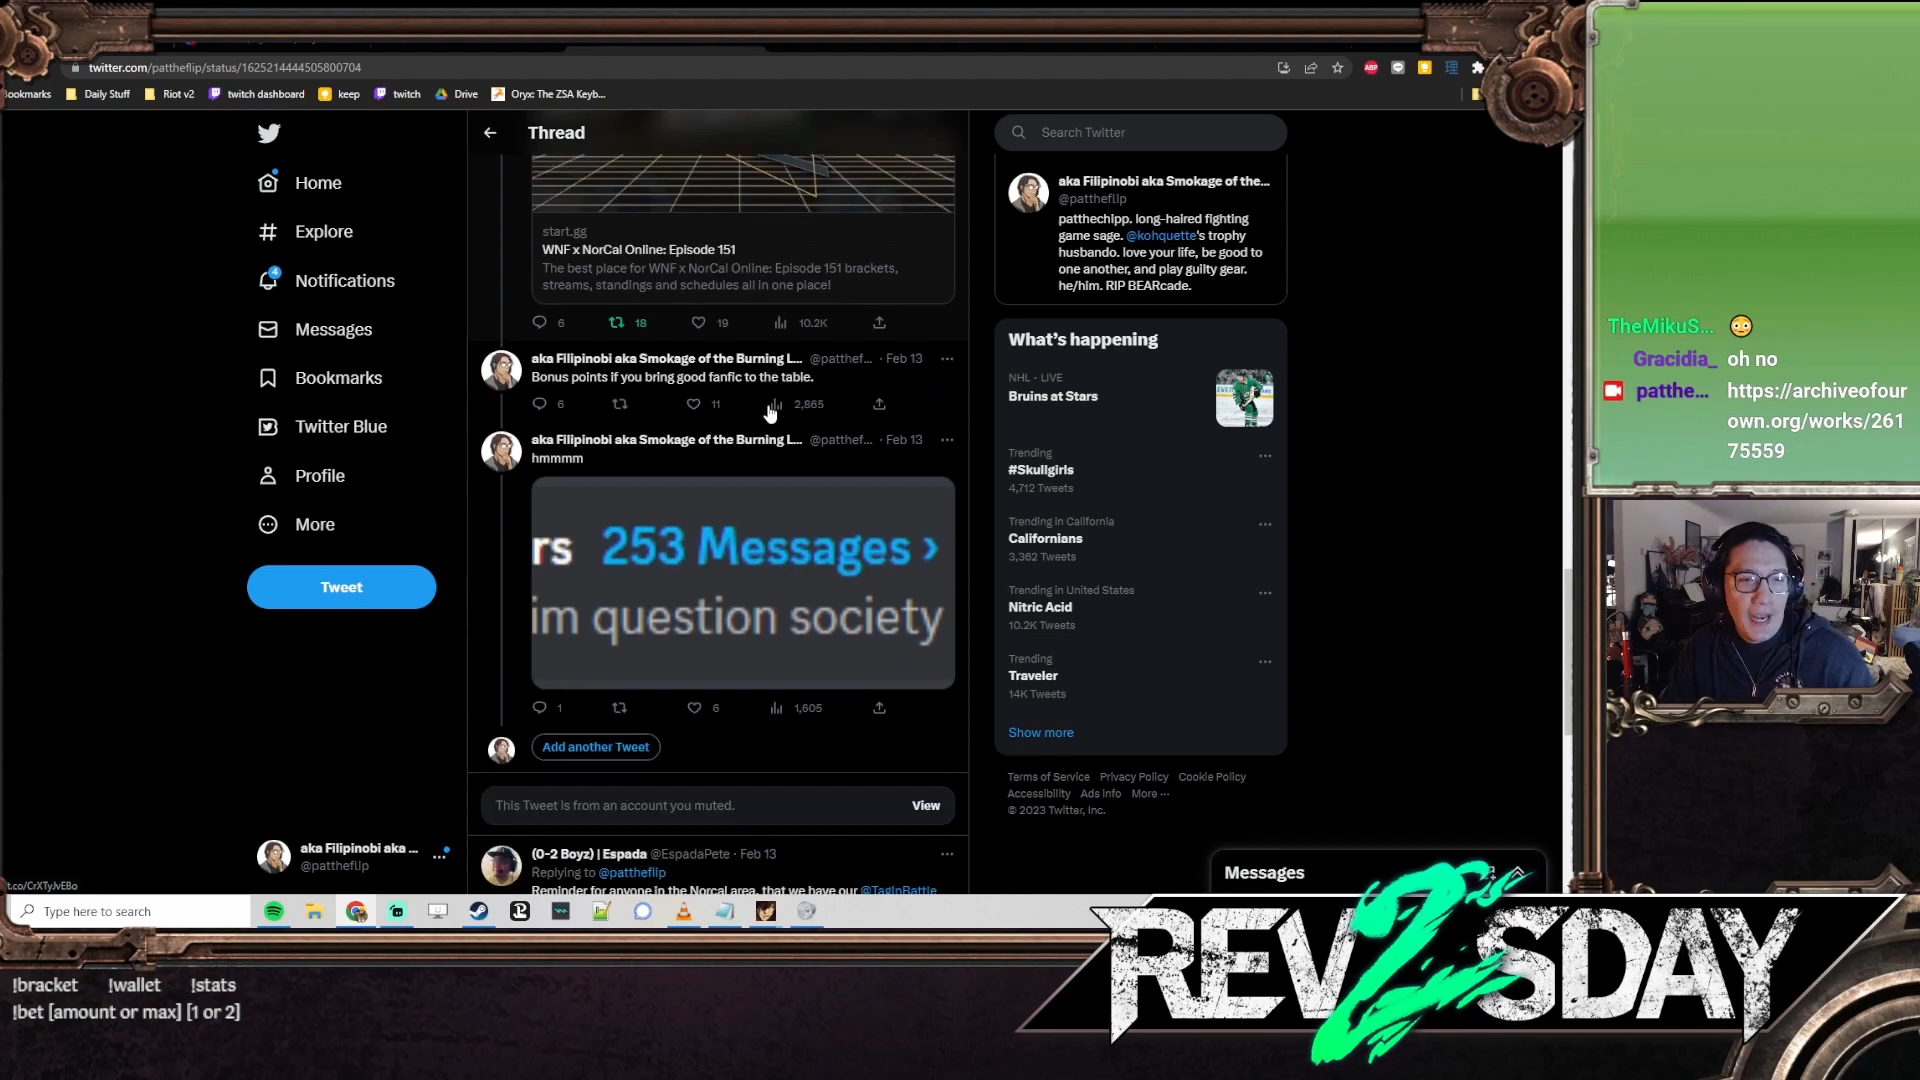 twitter.com/pattheflip/status/1625214444505800704
Bookmarks
Daily Stuff
Riot v2
twitch dashboard
keep
twitch
Drive
Oryx: The ZSA Keyb...
Home
Explore
4
Notifications
Messages
Bookmarks
Twitter Blue
Profile
More
Tweet
aka Filipinobi aka ...
@pattheflip
t.co/CrXTyJvEBo
Thread
start.gg
WNF x NorCal Online: Episode 151
The best place for WNF x NorCal Online: Episode 151 brackets,
streams, standings and schedules all in one place!
6 18 19 10.2K
aka Filipinobi aka Smokage of the Burning L... @patthef... · Feb 13
Bonus points if you bring good fanfic to the table.
6 11 2,865
aka Filipinobi aka Smokage of the Burning L... @patthef... · Feb 13
hmmmm
rs 253 Messages ›
im question society
1 6 1,605
Add another Tweet
This Tweet is from an account you muted.
View
(0-2 Boyz) | Espada @EspadaPete · Feb 13
Replying to @pattheflip
Reminder for anyone in the Norcal area, that we have our @TagInBattle
Search Twitter
aka Filipinobi aka Smokage of the...
@pattheflip
patthechipp. long-haired fighting
game sage. @kohquette's trophy
husbando. love your life, be good to
one another, and play guilty gear.
he/him. RIP BEARcade.
What's happening
NHL · LIVE
Bruins at Stars
Trending
#Skullgirls
4,712 Tweets
Trending in California
Californians
3,362 Tweets
Trending in United States
Nitric Acid
10.2K Tweets
Trending
Traveler
14K Tweets
Show more
Terms of Service Privacy Policy Cookie Policy
Accessibility Ads info More ···
© 2023 Twitter, Inc.
Messages
ABP
理
TheMikuS...
Gracidia_ oh no
patthe... https://archiveofour
own.org/works/261
75559
Type here to search
REV2SDAY
!bracket !wallet !stats
!bet [amount or max] [1 or 2]